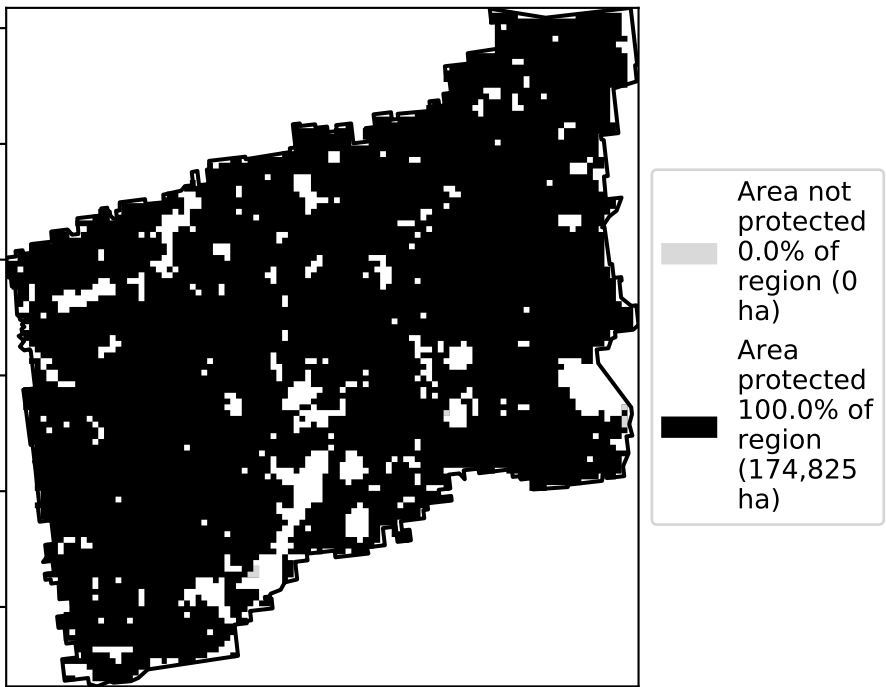 Area not
protected
0.0% of
region (0
ha)
Area
protected
100.0% of
region
(174,825
ha)